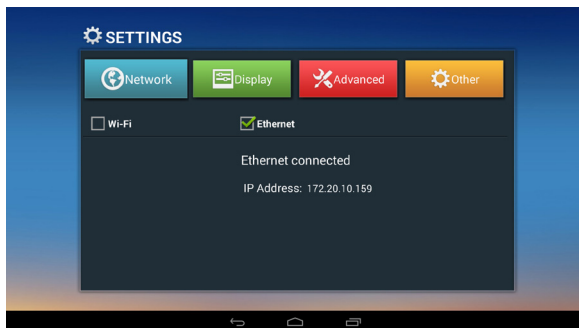 SETTINGS
Network Display Advanced Other
Wi-Fi Ethernet
Ethernet connected
IP Address: 172.20.10.159